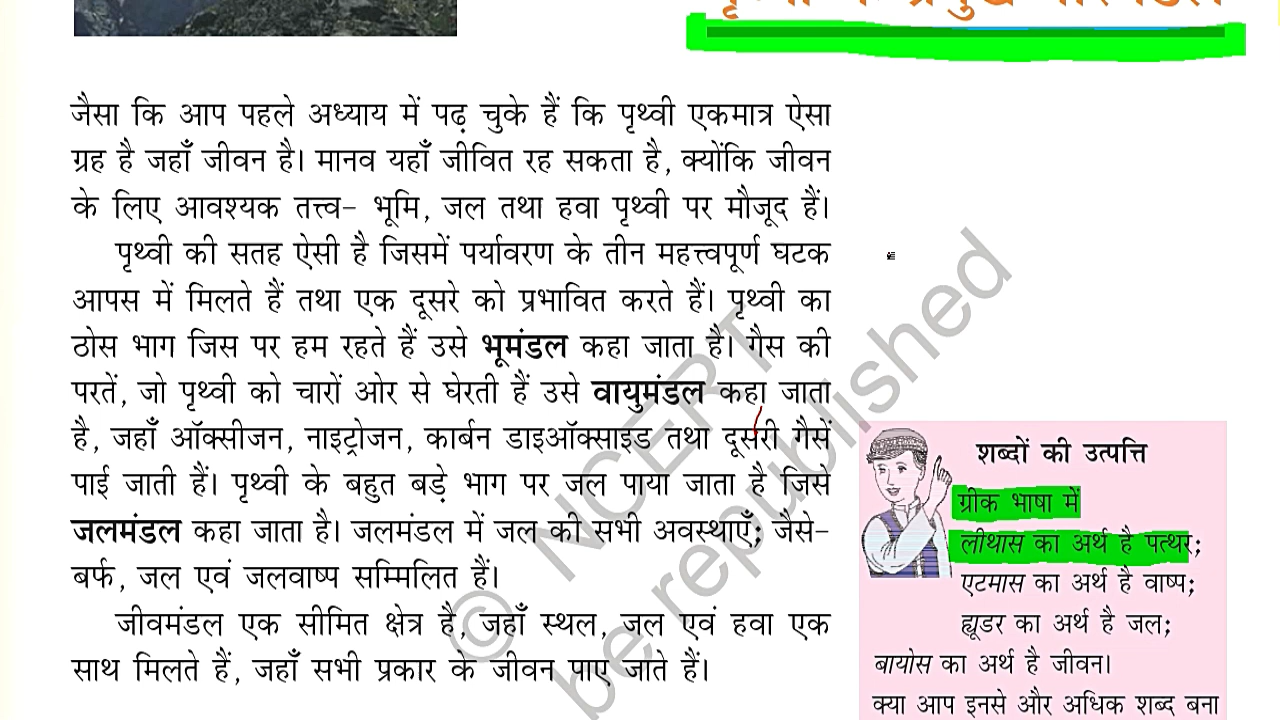 जैसा कि आप पहले अध्याय में पढ़ चुके हैं कि पृथ्वी एकमात्र ऐसा
ग्रह है जहाँ जीवन है। मानव यहाँ जीवित रह सकता है, क्योंकि जीवन
के लिए आवश्यक तत्त्व– भूमि, जल तथा हवा पृथ्वी पर मौजूद हैं।
पृथ्वी की सतह ऐसी है जिसमें पर्यावरण के तीन महत्त्वपूर्ण घटक
आपस में मिलते हैं तथा एक दूसरे को प्रभावित करते हैं। पृथ्वी का
ठोस भाग जिस पर हम रहते हैं उसे भूमंडल कहा जाता है। गैस की
परतें, जो पृथ्वी को चारों ओर से घेरती हैं उसे वायुमंडल कहा जाता
है, जहाँ ऑक्सीजन, नाइट्रोजन, कार्बन डाइऑक्साइड तथा दूसरी गैसें
पाई जाती हैं। पृथ्वी के बहुत बड़े भाग पर जल पाया जाता है जिसे
जलमंडल कहा जाता है। जलमंडल में जल की सभी अवस्थाएँ; जैसे–
बर्फ, जल एवं जलवाष्प सम्मिलित हैं।
जीवमंडल एक सीमित क्षेत्र है, जहाँ स्थल, जल एवं हवा एक
साथ मिलते हैं, जहाँ सभी प्रकार के जीवन पाए जाते हैं।
शब्दों की उत्पत्ति
ग्रीक भाषा में
लीथास का अर्थ है पत्थर;
एटमास का अर्थ है वाष्प;
ह्यूडर का अर्थ है जल;
बायोस का अर्थ है जीवन।
क्या आप इनसे और अधिक शब्द बना
© NCERT
be republished